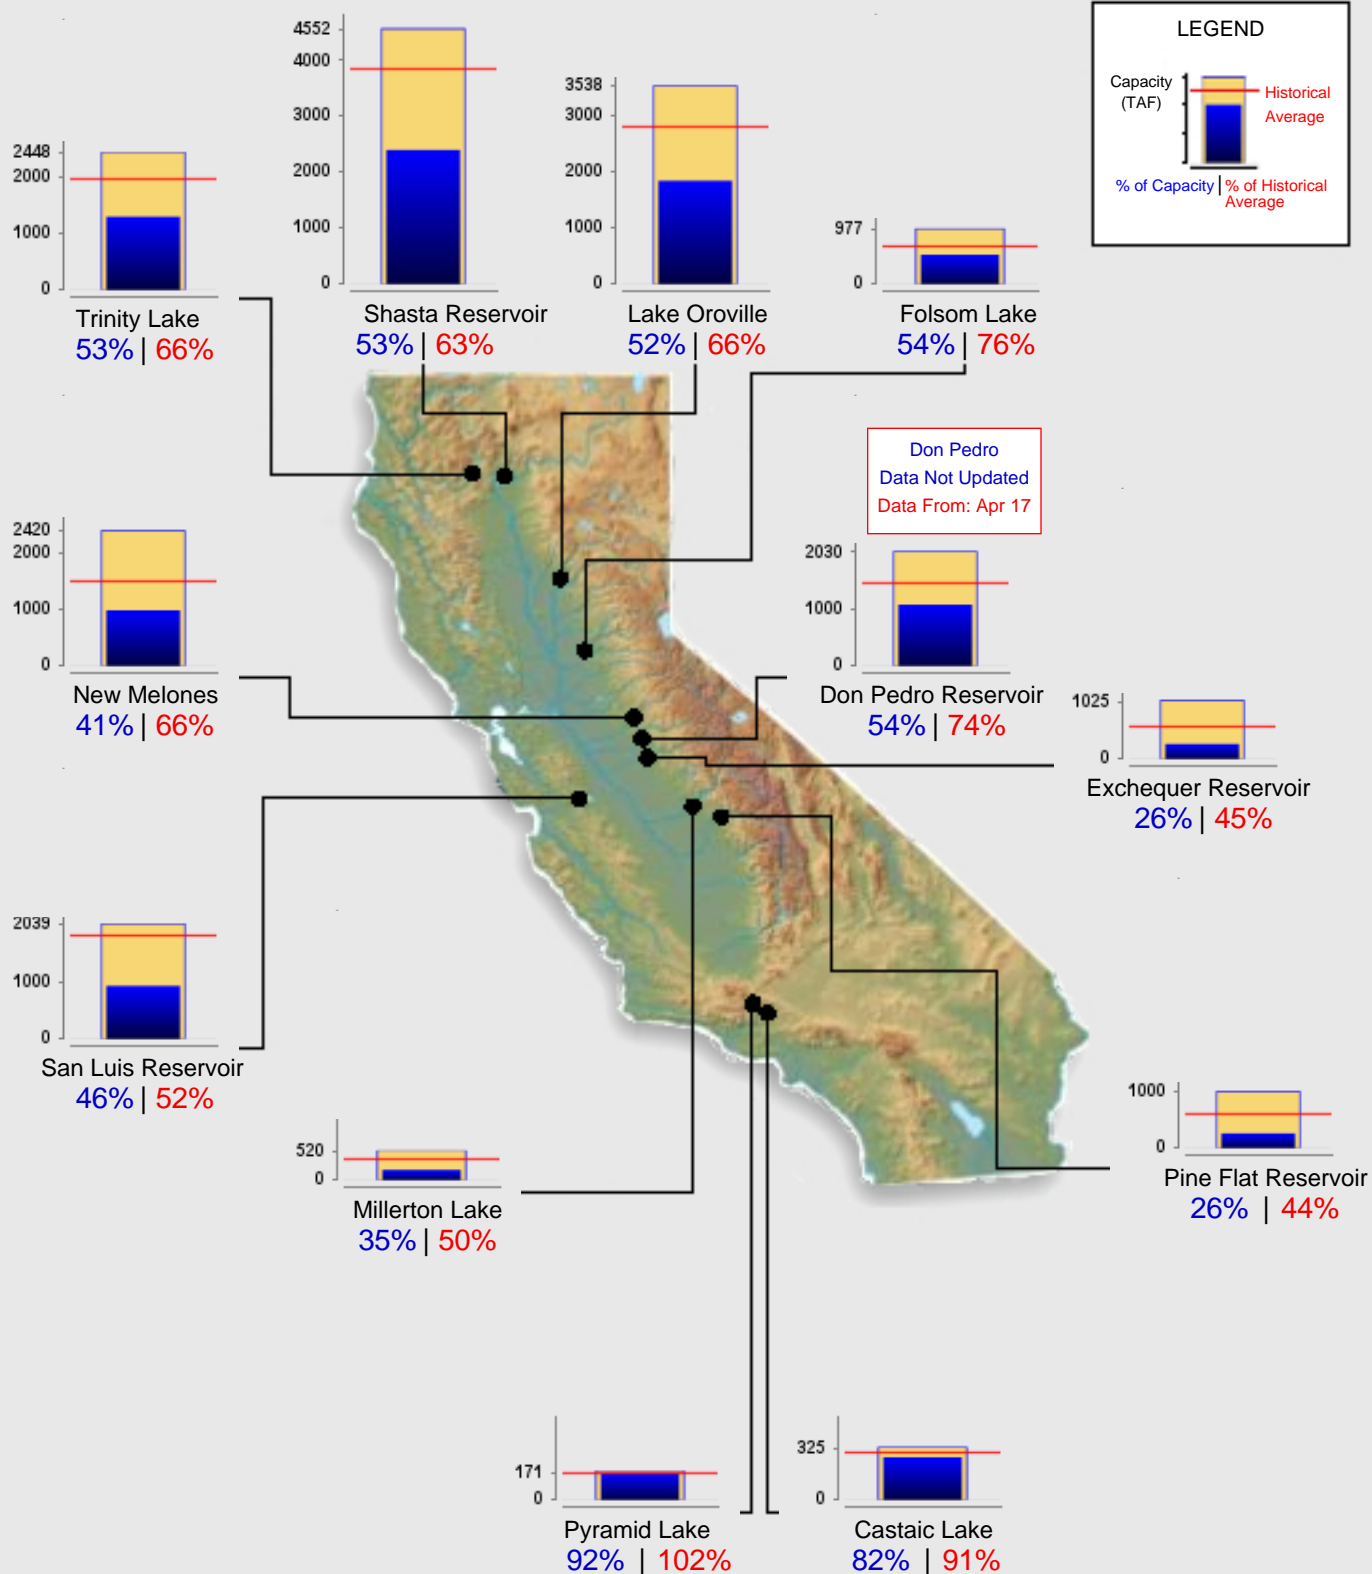 LEGEND
Capacity
(TAF)
Historical
Average
% of Capacity | % of Historical
Average
4552
4000
3000
2000
1000
0
Shasta Reservoir
53% | 63%
3538
3000
2000
1000
0
Lake Oroville
52% | 66%
2448
2000
1000
0
Trinity Lake
53% | 66%
977
0
Folsom Lake
54% | 76%
Don Pedro
Data Not Updated
Data From: Apr 17
2420
2000
1000
0
New Melones
41% | 66%
2030
1000
0
Don Pedro Reservoir
54% | 74%
1025
0
Exchequer Reservoir
26% | 45%
2039
1000
0
San Luis Reservoir
46% | 52%
520
0
Millerton Lake
35% | 50%
1000
0
Pine Flat Reservoir
26% | 44%
171
0
Pyramid Lake
92% | 102%
325
0
Castaic Lake
82% | 91%